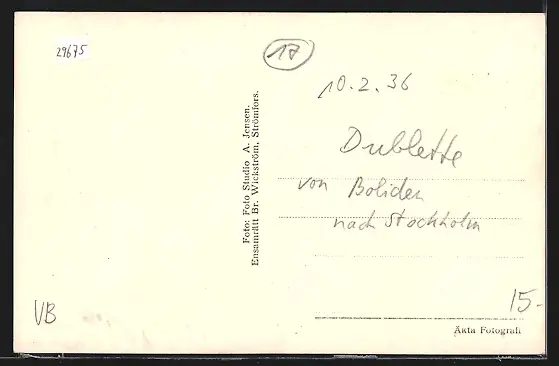 29675
17
10.2.36
Dublette
von Boliden
nach Stockholm
Foto: Foto Studio A. Jensen.
Ensamrätt Br. Wickström, Strömfors.
VB
15-
Äkta Fotografi